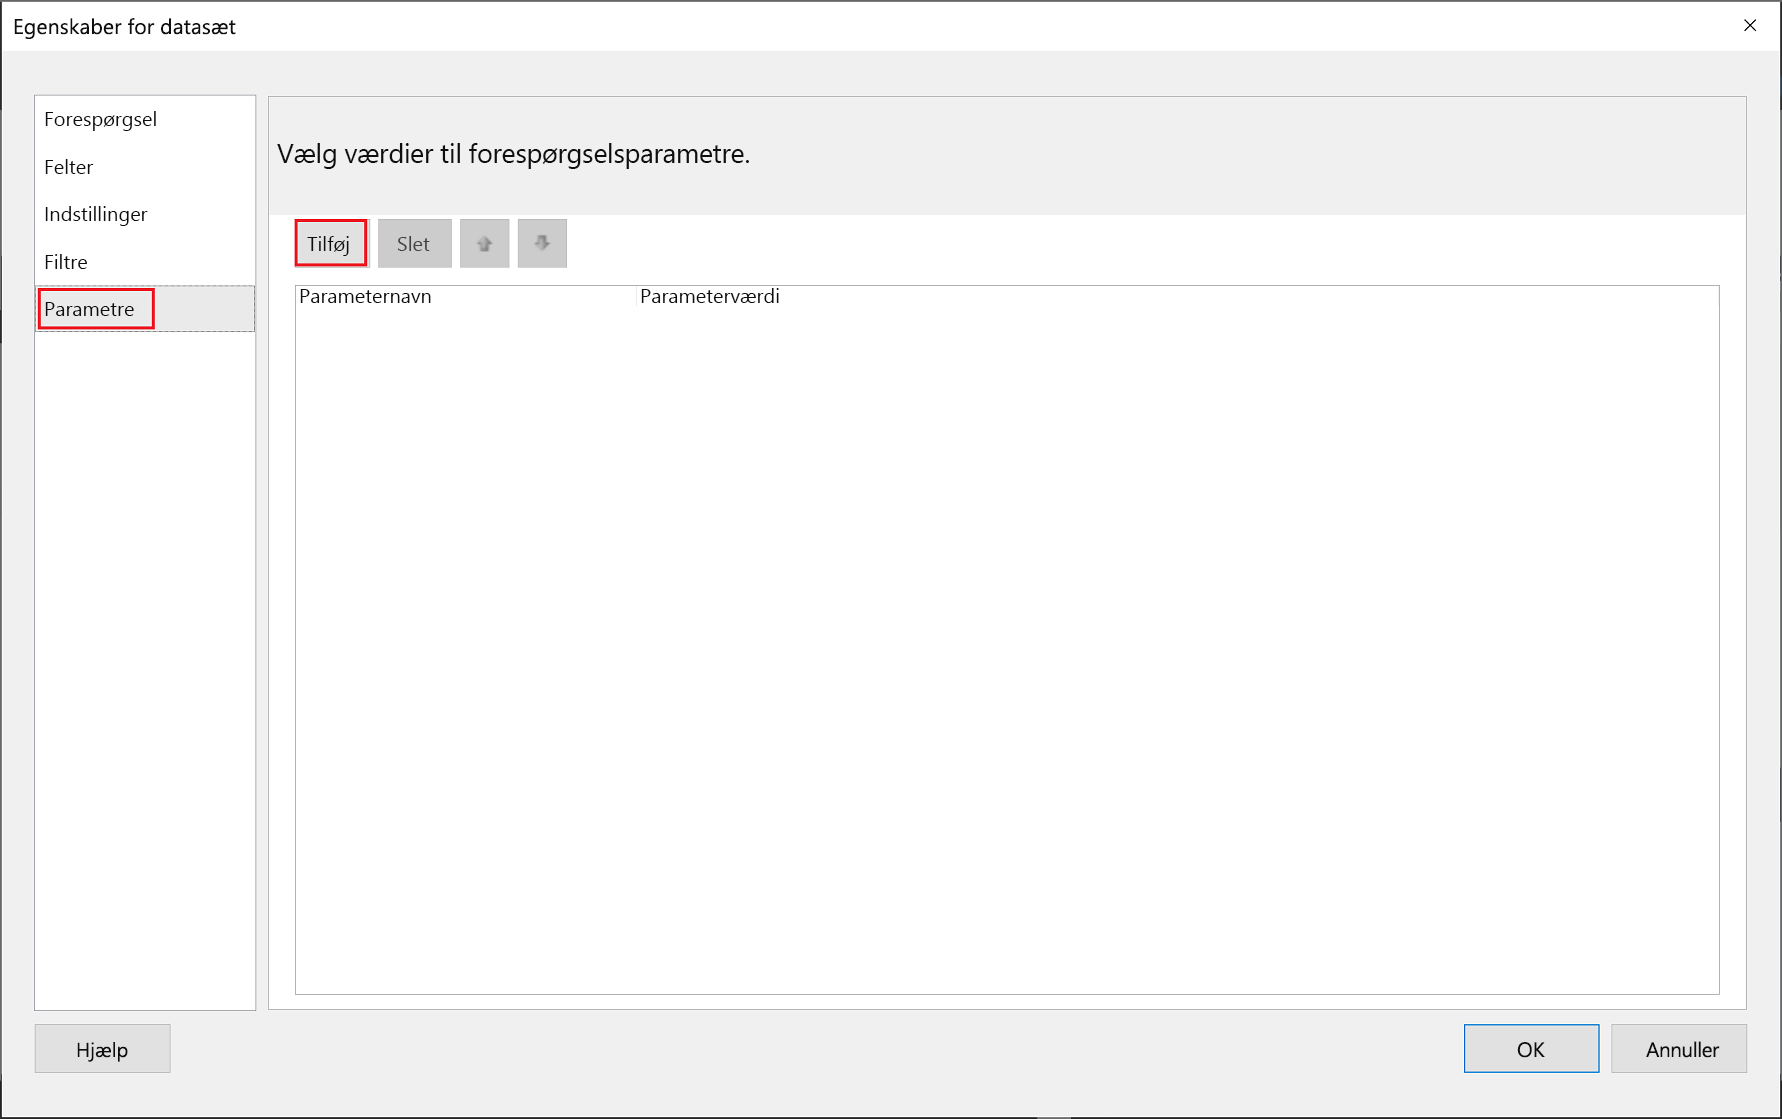 Egenskaber for datasæt
Forespørgsel
Felter
Indstillinger
Filtre
Parametre
Vælg værdier til forespørgselsparametre.
Tilføj Slet
Parameternavn Parameterværdi
Hjælp OK Annuller